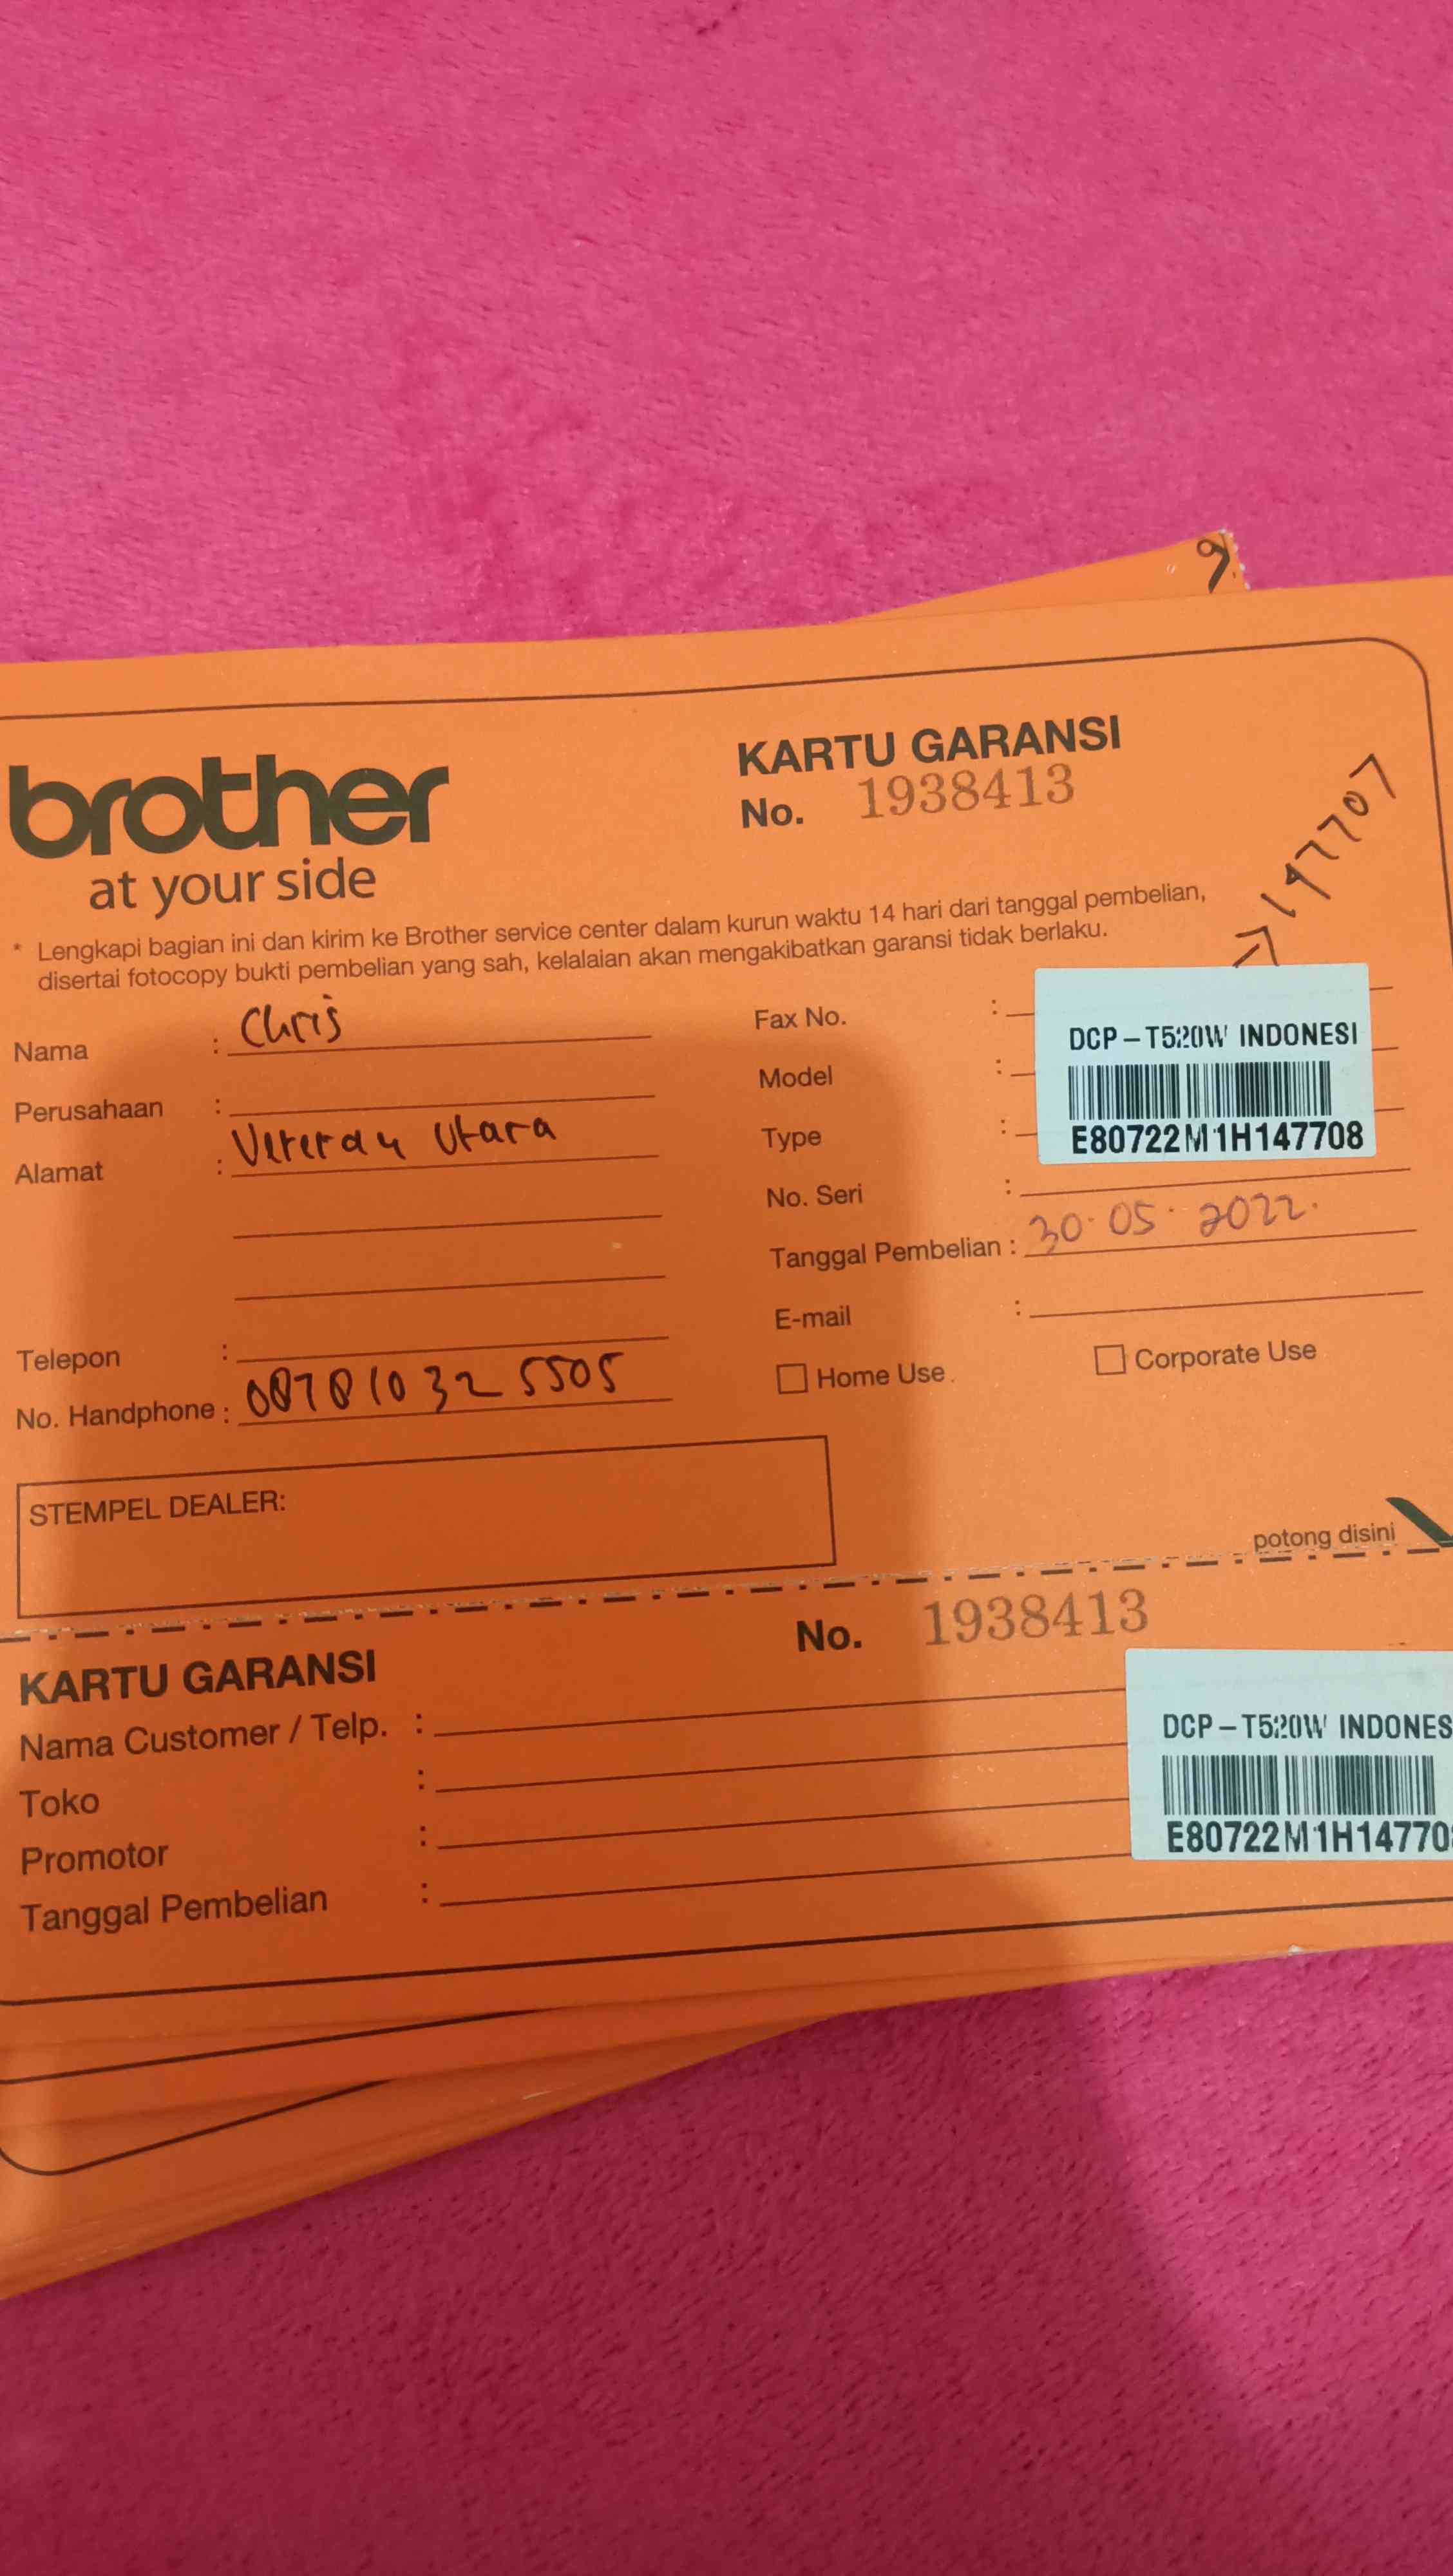 9
brother
at your side
KARTU GARANSI
No. 1938413
→ 147707
* Lengkapi bagian ini dan kirim ke Brother service center dalam kurun waktu 14 hari dari tanggal pembelian,
disertai fotocopy bukti pembelian yang sah, kelalaian akan mengakibatkan garansi tidak berlaku.
Nama : Chris
Perusahaan :
Alamat : Veteran Utara
Telepon :
No. Handphone : 087810325505
Fax No. :
Model :
Type :
DCP-T520W INDONESI
E80722M1H147708
No. Seri :
Tanggal Pembelian : 30.05.2022.
E-mail :
Home Use
Corporate Use
STEMPEL DEALER:
potong disini
KARTU GARANSI
No. 1938413
Nama Customer / Telp. :
Toko :
Promotor :
Tanggal Pembelian :
DCP-T520W INDONES
E80722M1H14770